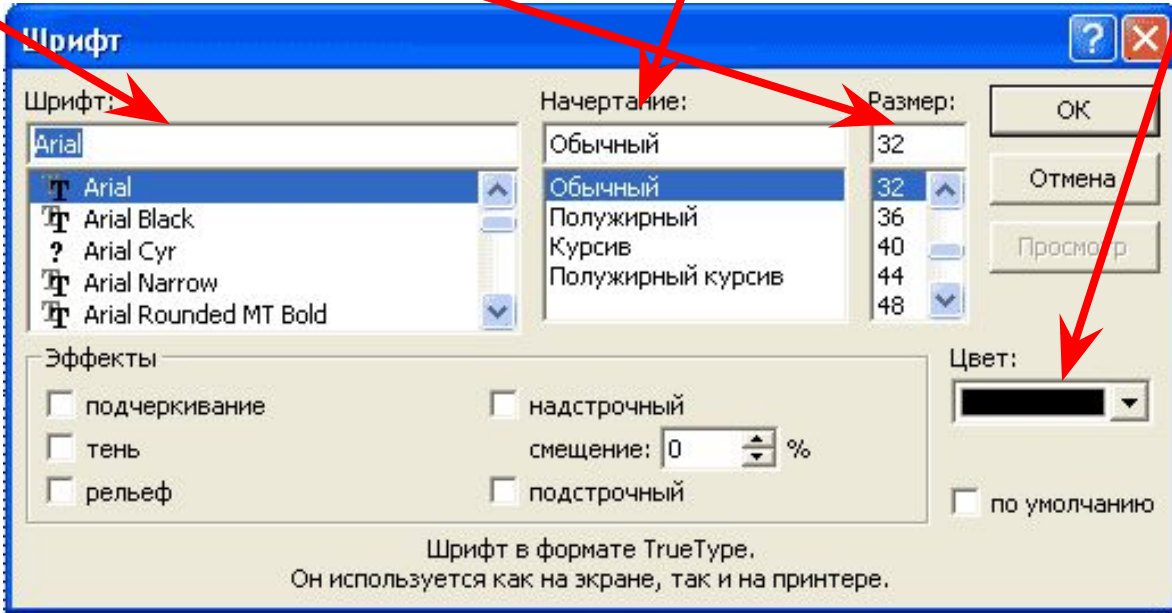 Шрифт
Шрифт:
Начертание:
Размер:
Arial
Обычный
32
Arial
Arial Black
Arial Cyr
Arial Narrow
Arial Rounded MT Bold
Обычный
Полужирный
Курсив
Полужирный курсив
32
36
40
44
48
ОК
Отмена
Просмотр
Эффекты
подчеркивание
тень
рельеф
надстрочный
смещение: 0 %
подстрочный
Цвет:
по умолчанию
Шрифт в формате TrueType.
Он используется как на экране, так и на принтере.